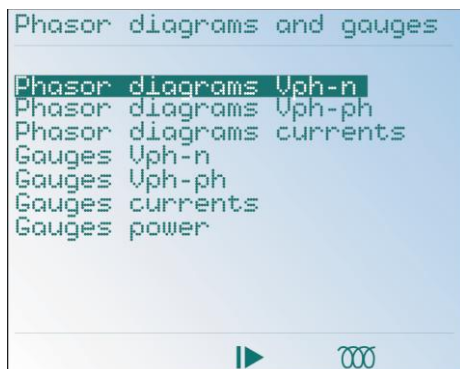 Phasor diagrams and gauges
Phasor diagrams Vph-n
Phasor diagrams Vph-ph
Phasor diagrams currents
Gauges Vph-n
Gauges Vph-ph
Gauges currents
Gauges power